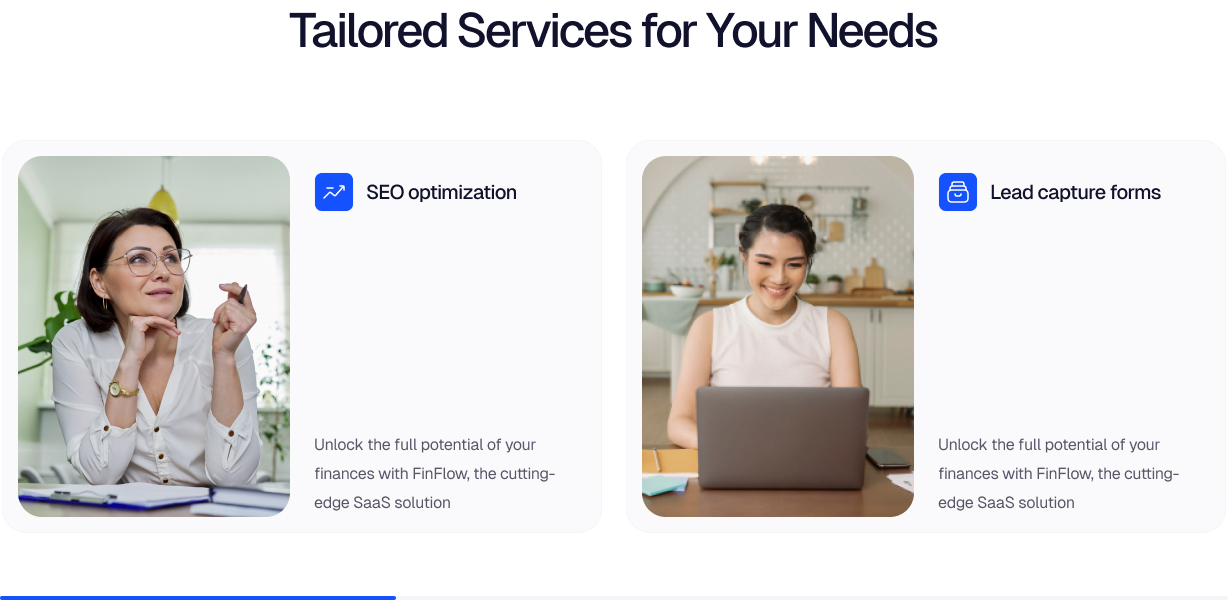 Tailored Services for Your Needs
SEO optimization
Unlock the full potential of your
finances with FinFlow, the cutting-
edge SaaS solution
Lead capture forms
Unlock the full potential of your
finances with FinFlow, the cutting-
edge SaaS solution